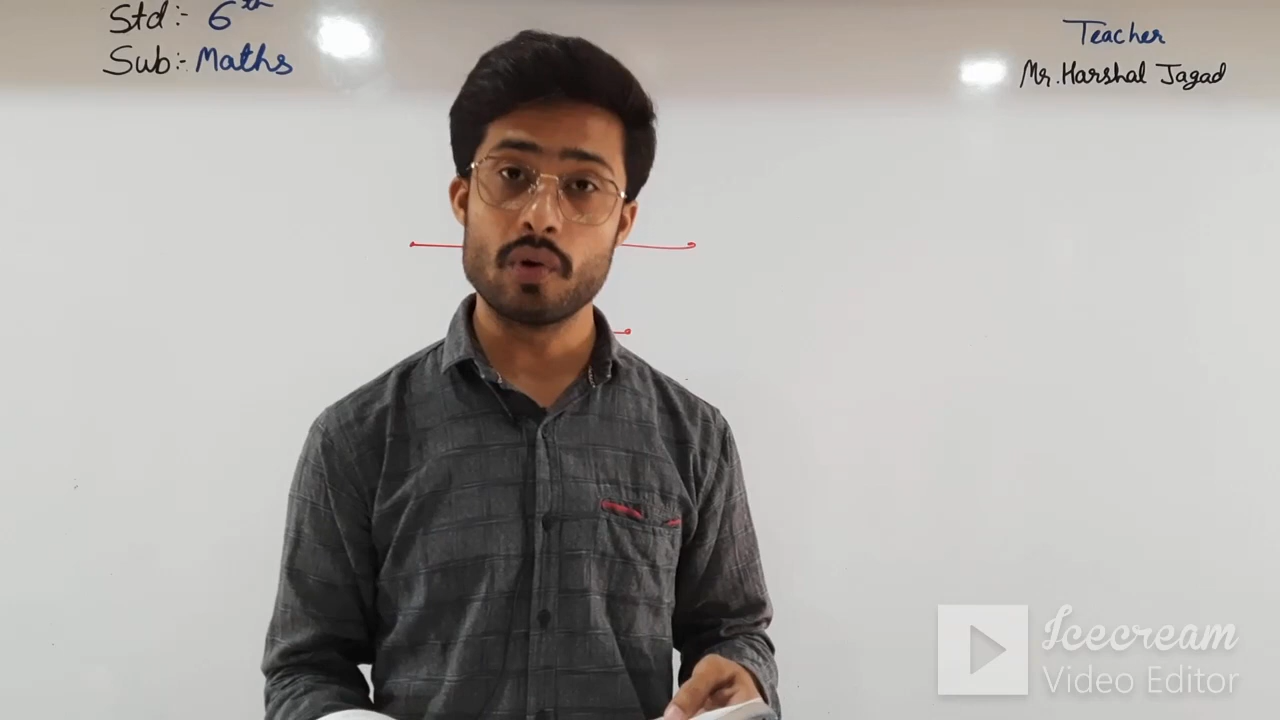 Std:- 6th
Sub:- Maths
Teacher
Mr. Harshal Jagad
Icecream
Video Editor